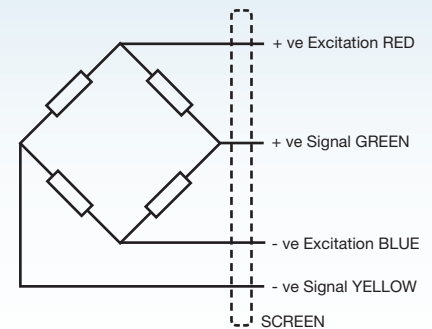 + ve Excitation RED
+ ve Signal GREEN
- ve Excitation BLUE
- ve Signal YELLOW
SCREEN